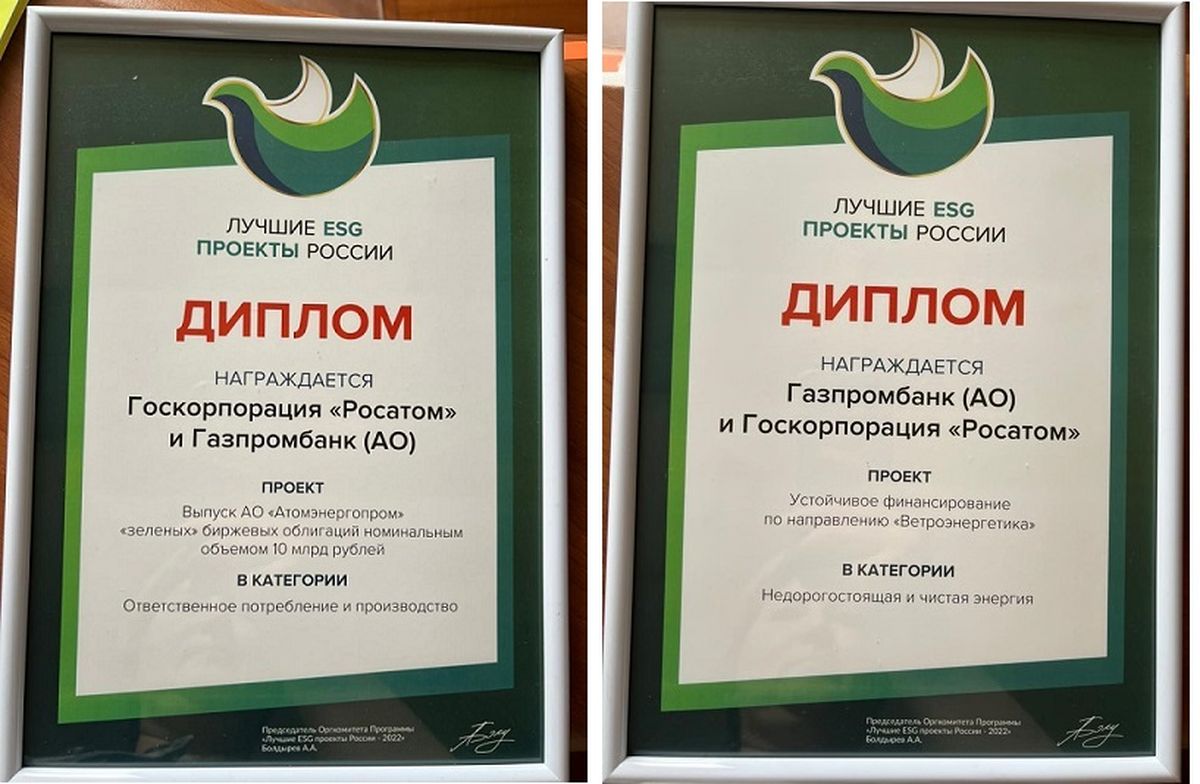 ЛУЧШИЕ ESG
ПРОЕКТЫ РОССИИ
ДИПЛОМ
НАГРАЖДАЕТСЯ
Госкорпорация «Росатом»
и Газпромбанк (АО)
ПРОЕКТ
Выпуск АО «Атомэнергопром»
«зеленых» биржевых облигаций номинальным
объемом 10 млрд рублей
В КАТЕГОРИИ
Ответственное потребление и производство
Председатель Оргкомитета Программы
«Лучшие ESG проекты России - 2022»
Болдырев А.А.
ЛУЧШИЕ ESG
ПРОЕКТЫ РОССИИ
ДИПЛОМ
НАГРАЖДАЕТСЯ
Газпромбанк (АО)
и Госкорпорация «Росатом»
ПРОЕКТ
Устойчивое финансирование
по направлению «Ветроэнергетика»
В КАТЕГОРИИ
Недорогостоящая и чистая энергия
Председатель Оргкомитета Программы
«Лучшие ESG проекты России - 2022»
Болдырев А.А.